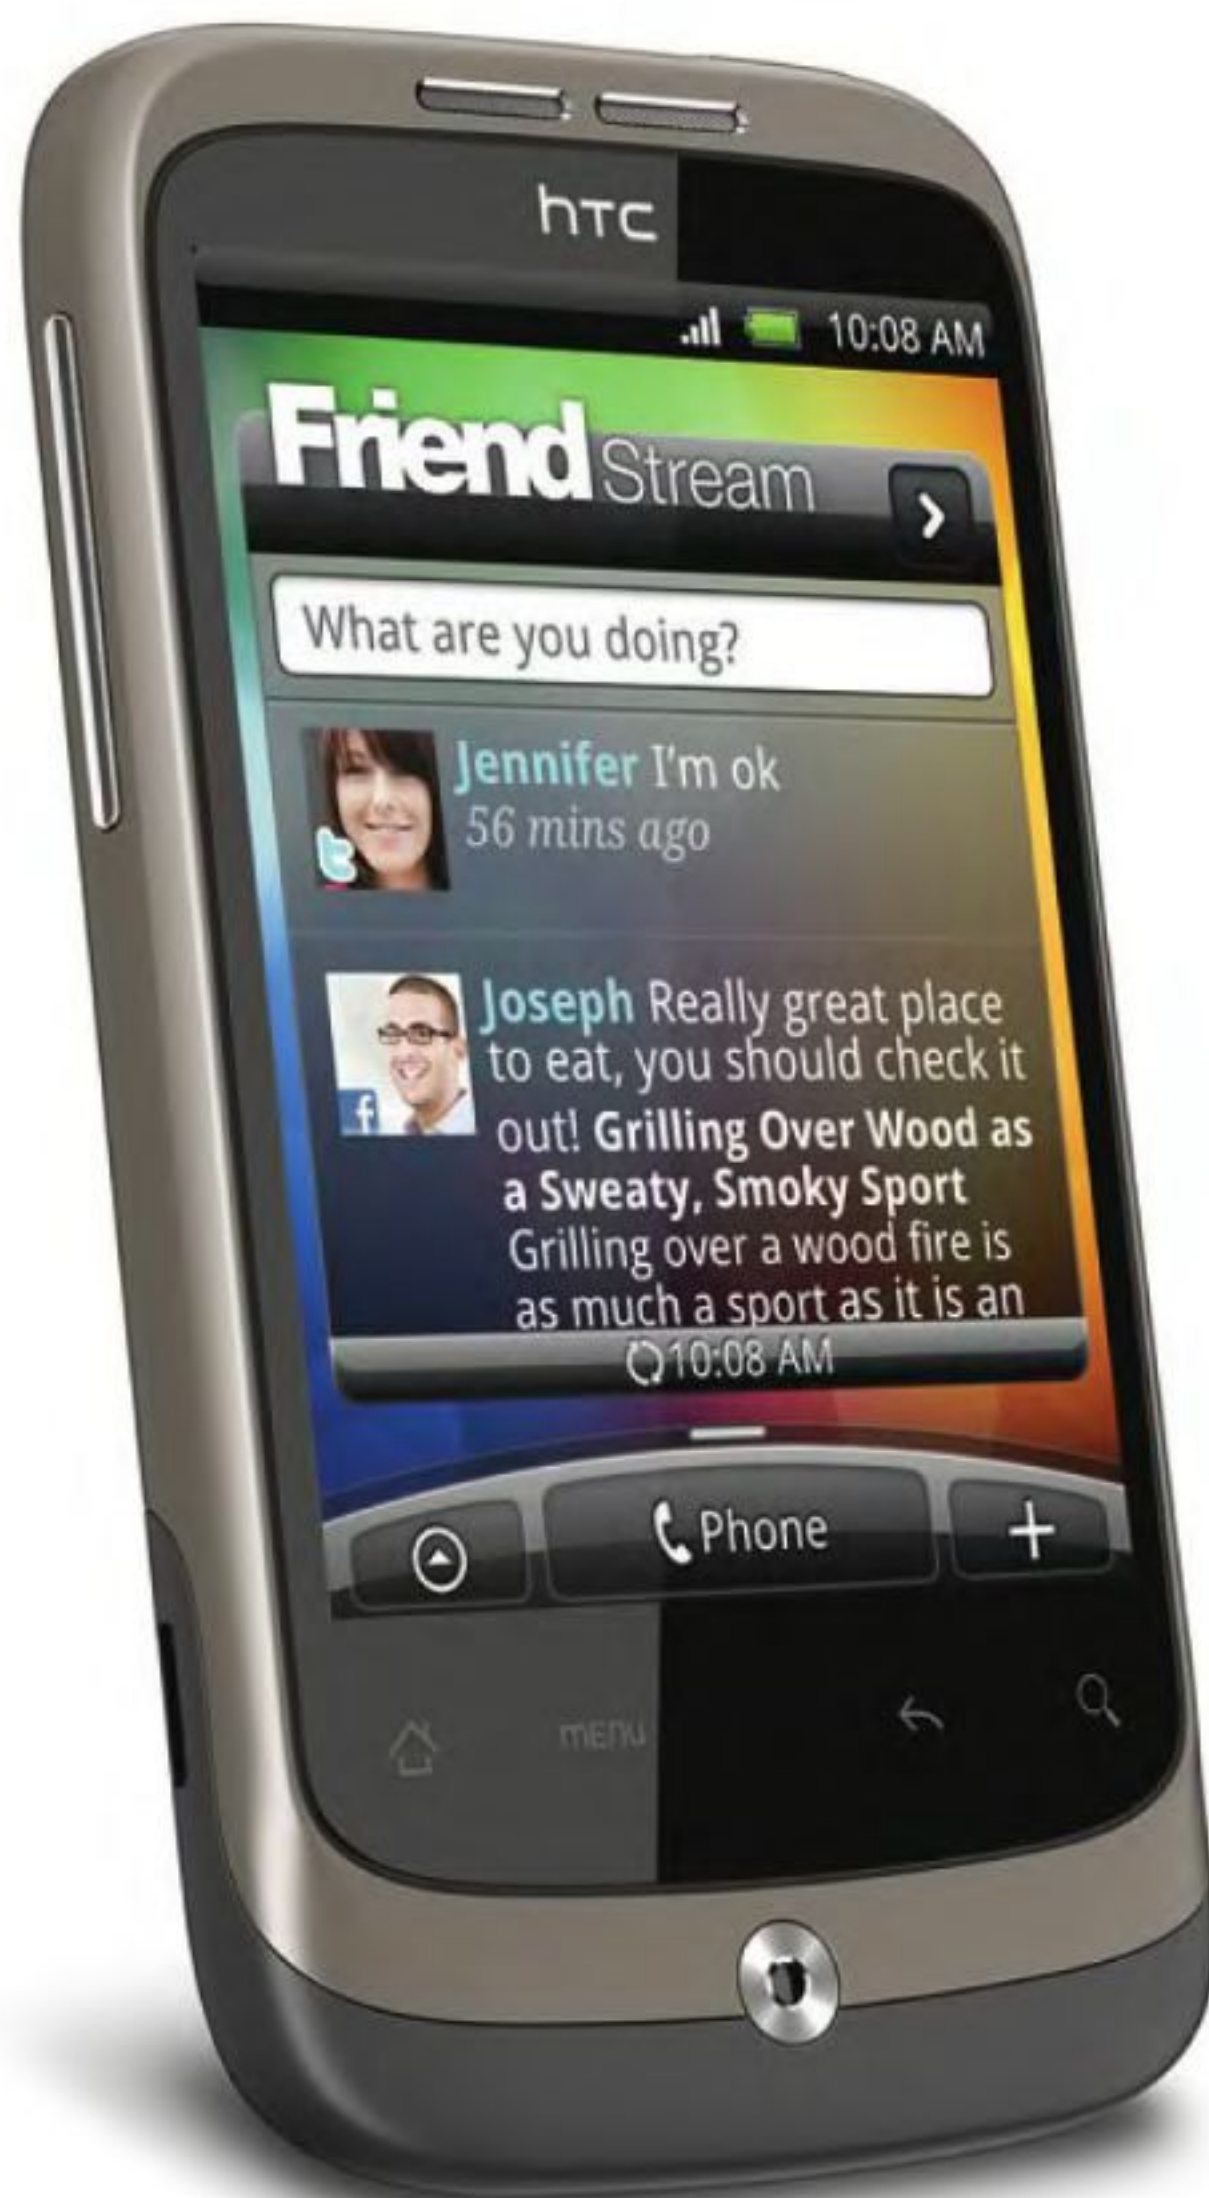 hTC
10:08 AM
Friend Stream
What are you doing?
Jennifer I'm ok
56 mins ago
Joseph Really great place
to eat, you should check it
out! Grilling Over Wood as
a Sweaty, Smoky Sport
Grilling over a wood fire is
as much a sport as it is an
10:08 AM
Phone
menu